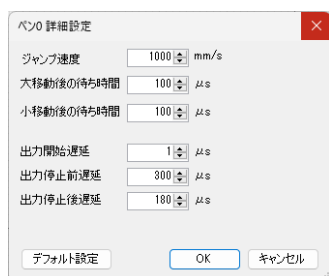 ペン0 詳細設定
ジャンプ速度 1000 mm/s
大移動後の待ち時間 100 μs
小移動後の待ち時間 100 μs
出力開始遅延 1 μs
出力停止前遅延 300 μs
出力停止後遅延 180 μs
デフォルト設定 OK キャンセル